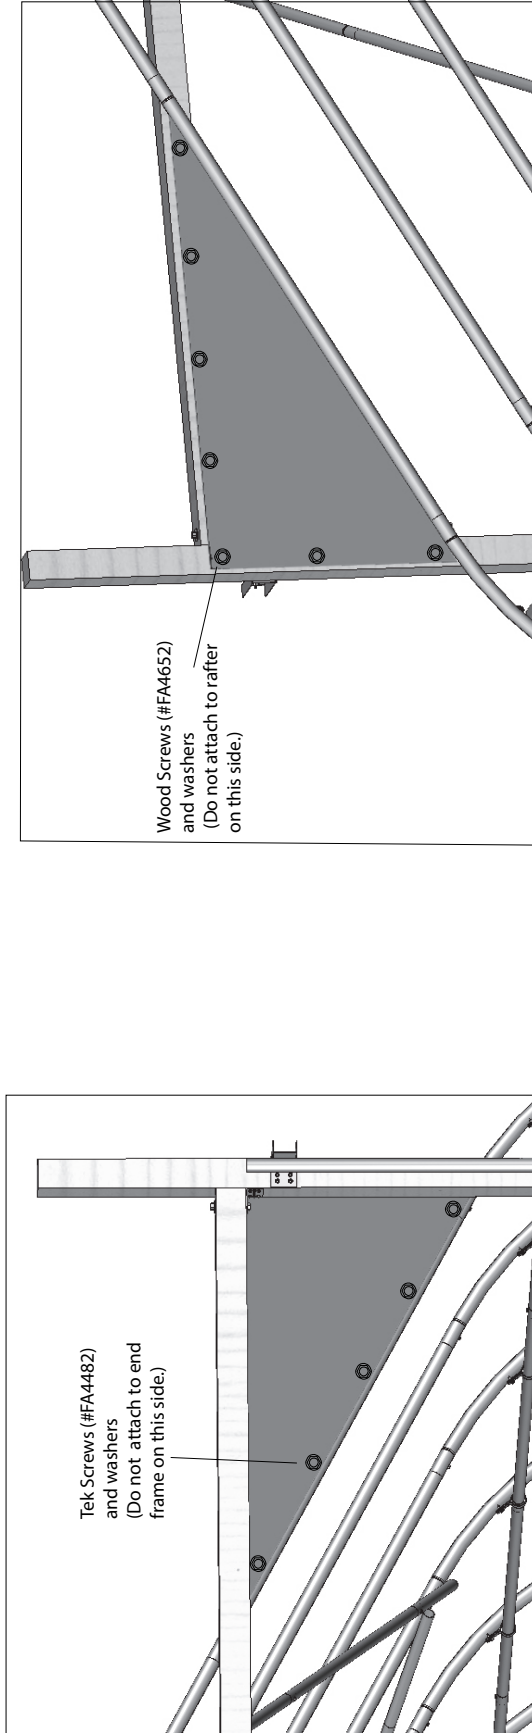 Wood Screws (#FA4652)
and washers
(Do not attach to rafter
on this side.)
Tek Screws (#FA4482)
and washers
(Do not  attach to end
frame on this side.)